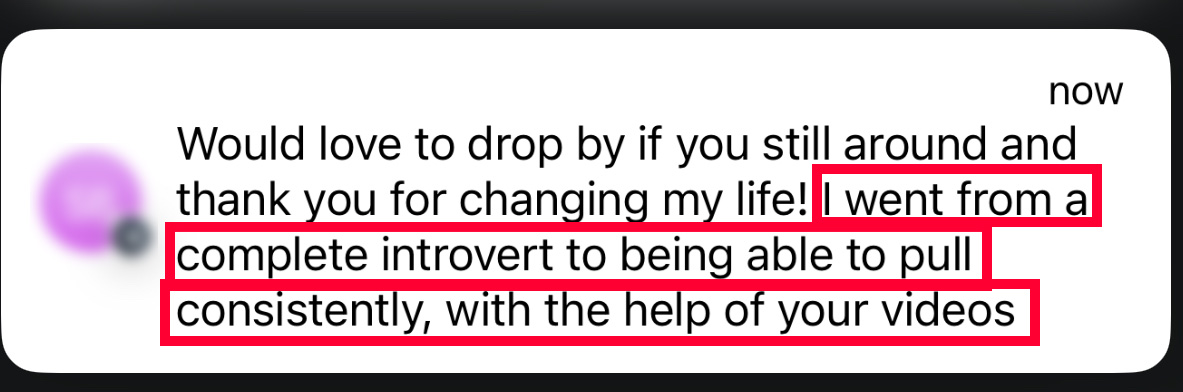 now
Would love to drop by if you still around and
thank you for changing my life! I went from a
complete introvert to being able to pull
consistently, with the help of your videos